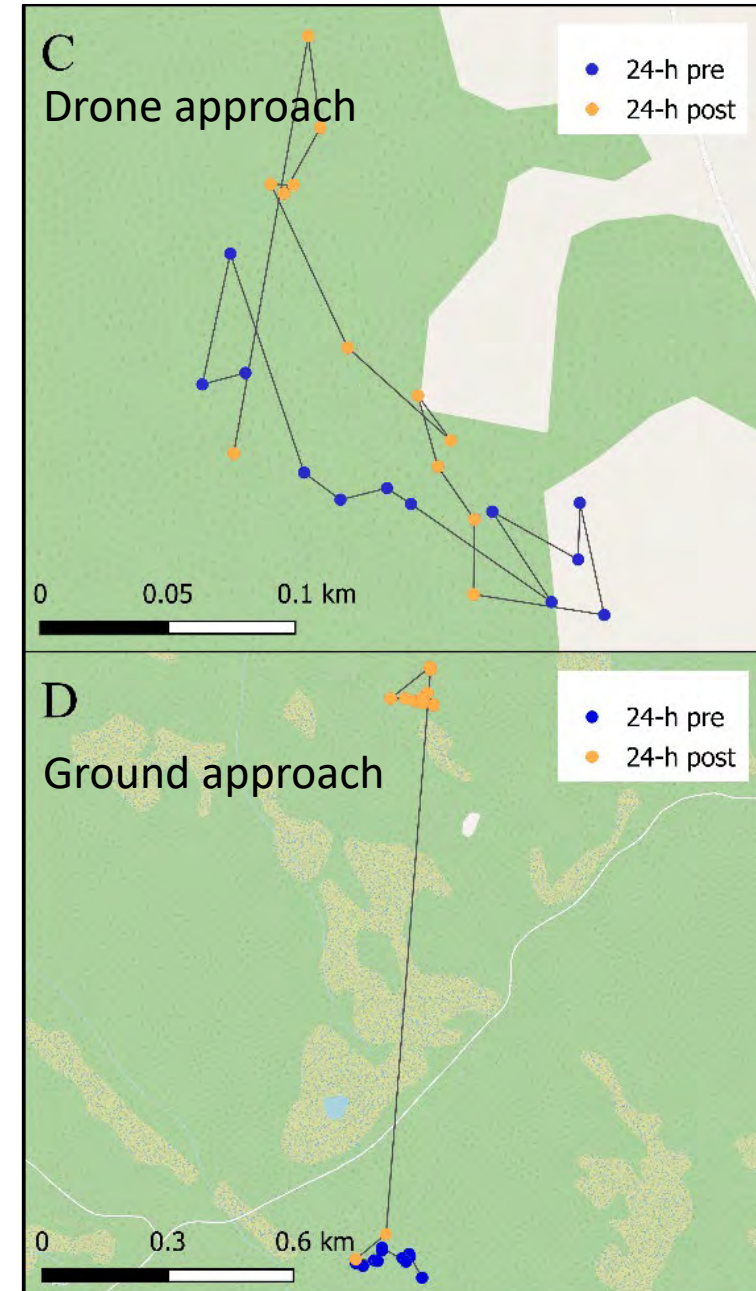 C
Drone approach
24-h pre
24-h post
0 0.05 0.1 km
D
Ground approach
24-h pre
24-h post
0 0.3 0.6 km